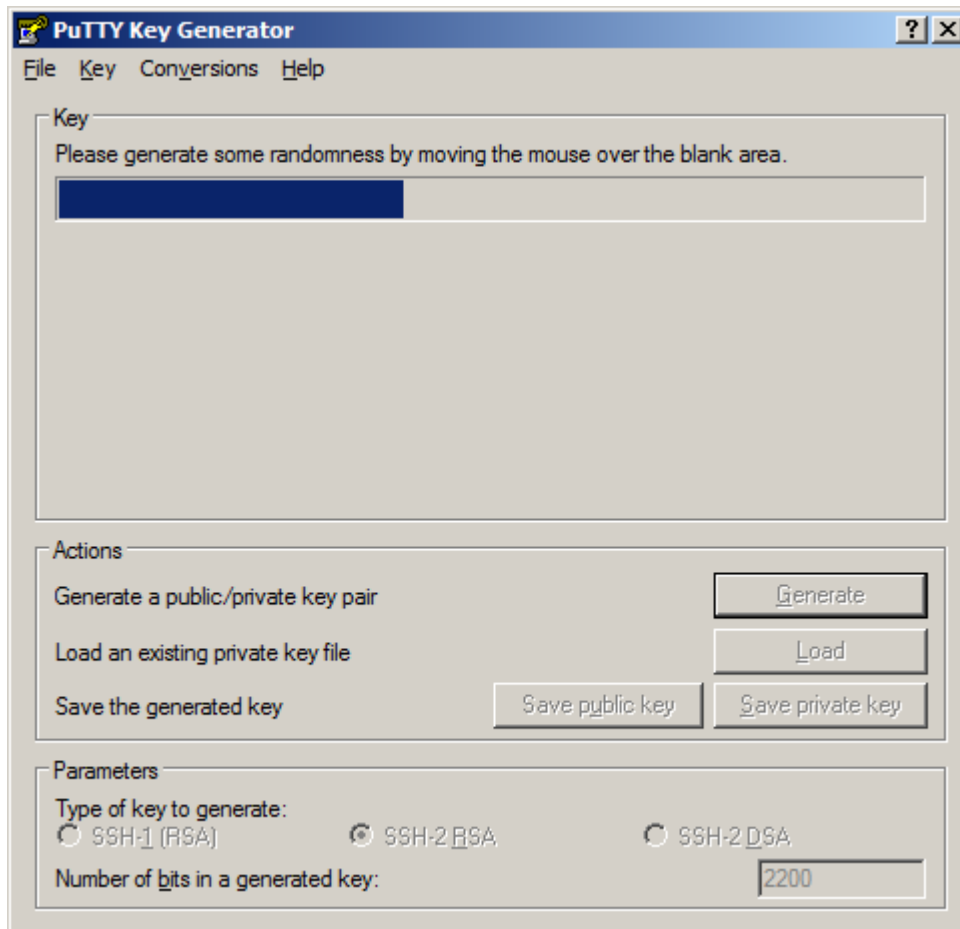 PuTTY Key Generator
File Key Conversions Help
Key
Please generate some randomness by moving the mouse over the blank area.
Actions
Generate a public/private key pair
Generate
Load an existing private key file
Load
Save the generated key
Save public key
Save private key
Parameters
Type of key to generate:
SSH-1 (RSA)
SSH-2 RSA
SSH-2 DSA
Number of bits in a generated key:
2200